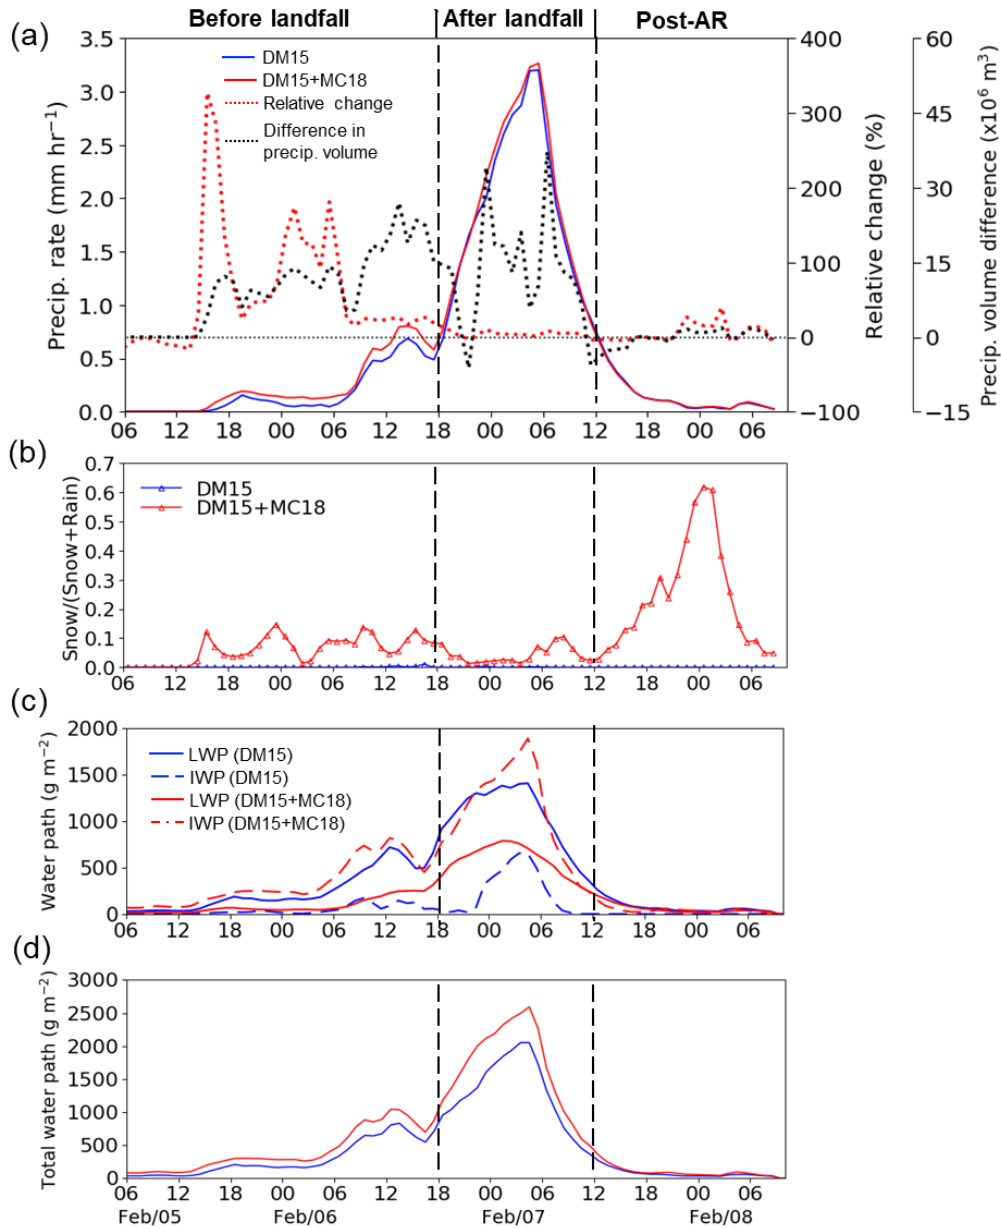 Before landfall After landfall Post-AR
(a)
3.5 400 60
DM15
DM15+MC18
Relative change
Difference in
precip. volume
3.0 300 45
2.5
2.0 200 30
1.5
1.0 100 15
0.5 0 0
0.0 −100 −15
Precip. rate (mm hr⁻¹)
Relative change (%)
Precip. volume difference (x10⁶ m³)
06 12 18 00 06 12 18 00 06 12 18 00 06
(b)
0.7
0.6
0.5
0.4
0.3
0.2
0.1
0.0
Snow/(Snow+Rain)
DM15
DM15+MC18
06 12 18 00 06 12 18 00 06 12 18 00 06
(c)
2000
1500
1000
500
0
Water path (g m⁻²)
LWP (DM15)
IWP (DM15)
LWP (DM15+MC18)
IWP (DM15+MC18)
06 12 18 00 06 12 18 00 06 12 18 00 06
(d)
3000
2500
2000
1500
1000
500
0
Total water path (g m⁻²)
06 12 18 00 06 12 18 00 06 12 18 00 06
Feb/05 Feb/06 Feb/07 Feb/08